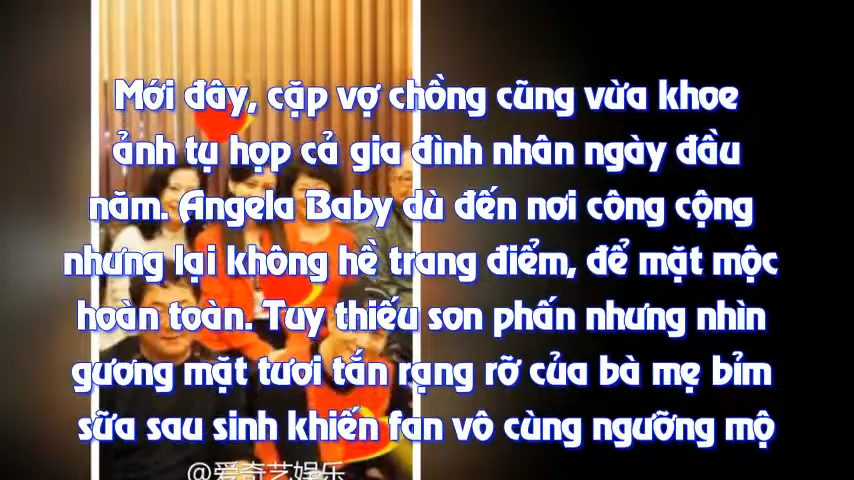 Mới đây, cặp vợ chồng cũng vừa khoe
ảnh tụ họp cả gia đình nhân ngày đầu
năm. Angela Baby dù đến nơi công cộng
nhưng lại không hề trang điểm, để mặt mộc
hoàn toàn. Tuy thiếu son phấn nhưng nhìn
gương mặt tươi tắn rạng rỡ của bà mẹ bỉm
sữa sau sinh khiến fan vô cùng ngưỡng mộ
@爱奇艺娱乐